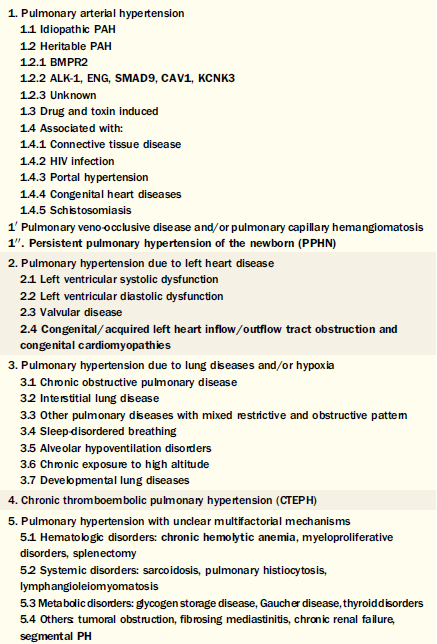 1. Pulmonary arterial hypertension
1.1 Idiopathic PAH
1.2 Heritable PAH
1.2.1 BMPR2
1.2.2 ALK-1, ENG, SMAD9, CAV1, KCNK3
1.2.3 Unknown
1.3 Drug and toxin induced
1.4 Associated with:
1.4.1 Connective tissue disease
1.4.2 HIV infection
1.4.3 Portal hypertension
1.4.4 Congenital heart diseases
1.4.5 Schistosomiasis
1′ Pulmonary veno-occlusive disease and/or pulmonary capillary hemangiomatosis
1′′. Persistent pulmonary hypertension of the newborn (PPHN)
2. Pulmonary hypertension due to left heart disease
2.1 Left ventricular systolic dysfunction
2.2 Left ventricular diastolic dysfunction
2.3 Valvular disease
2.4 Congenital/acquired left heart inflow/outflow tract obstruction and
congenital cardiomyopathies
3. Pulmonary hypertension due to lung diseases and/or hypoxia
3.1 Chronic obstructive pulmonary disease
3.2 Interstitial lung disease
3.3 Other pulmonary diseases with mixed restrictive and obstructive pattern
3.4 Sleep-disordered breathing
3.5 Alveolar hypoventilation disorders
3.6 Chronic exposure to high altitude
3.7 Developmental lung diseases
4. Chronic thromboembolic pulmonary hypertension (CTEPH)
5. Pulmonary hypertension with unclear multifactorial mechanisms
5.1 Hematologic disorders: chronic hemolytic anemia, myeloproliferative
disorders, splenectomy
5.2 Systemic disorders: sarcoidosis, pulmonary histiocytosis,
lymphangioleiomyomatosis
5.3 Metabolic disorders: glycogen storage disease, Gaucher disease, thyroid disorders
5.4 Others: tumoral obstruction, fibrosing mediastinitis, chronic renal failure,
segmental PH